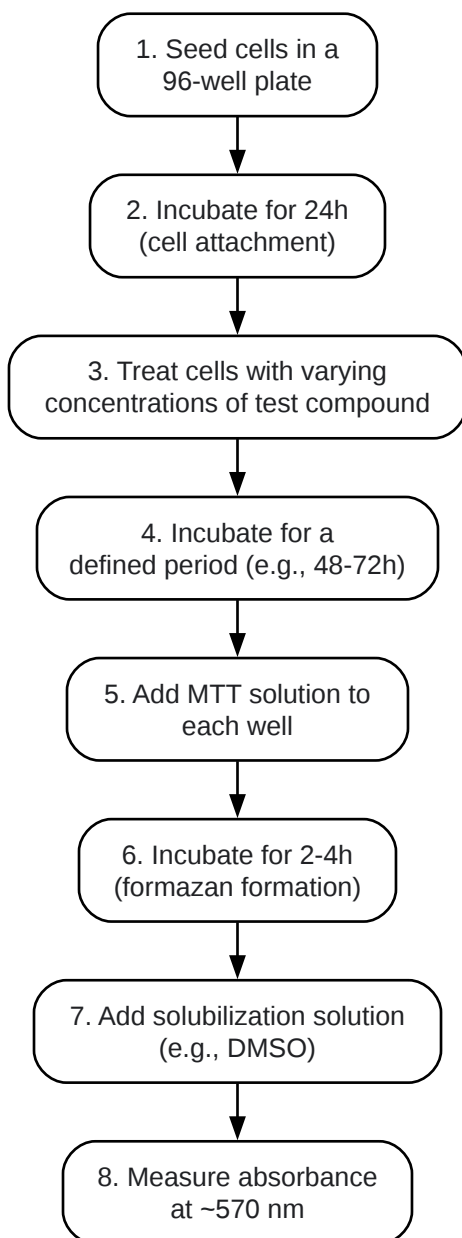 1. Seed cells in a
96-well plate
2. Incubate for 24h
(cell attachment)
3. Treat cells with varying
concentrations of test compound
4. Incubate for a
defined period (e.g., 48-72h)
5. Add MTT solution to
each well
6. Incubate for 2-4h
(formazan formation)
7. Add solubilization solution
(e.g., DMSO)
8. Measure absorbance
at ~570 nm